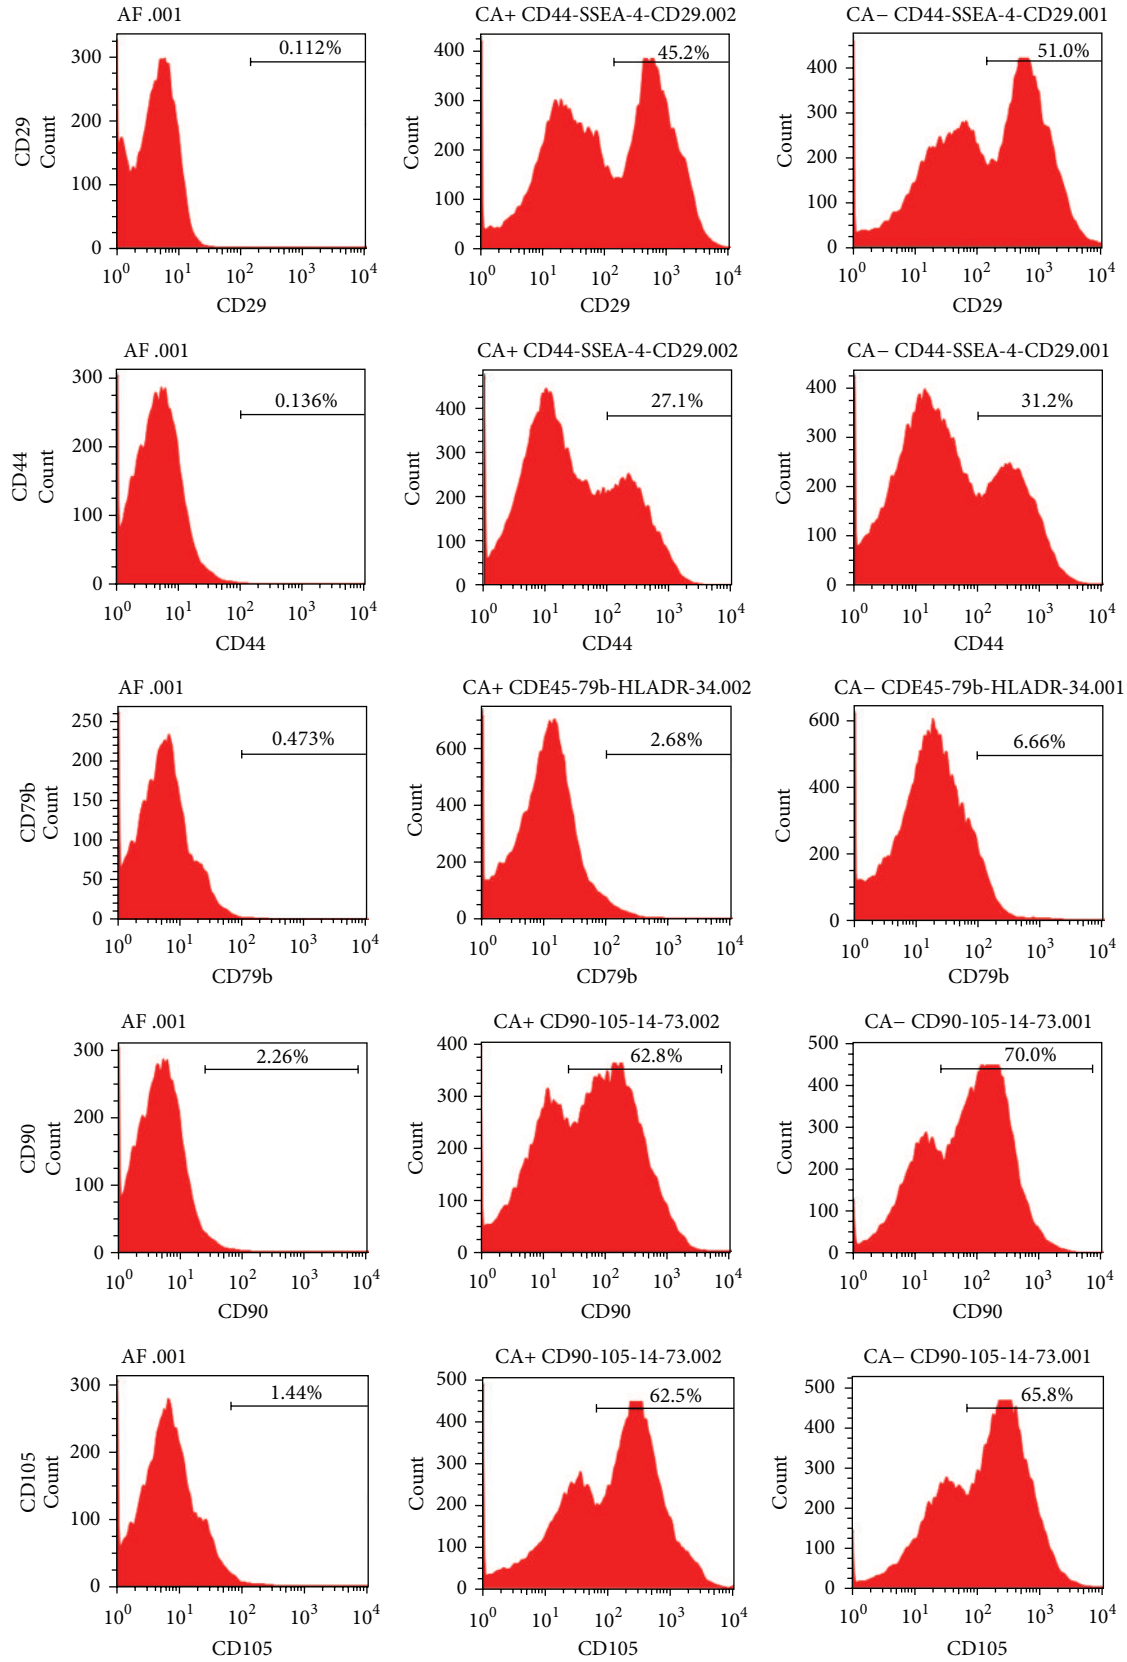 AF .001
CA+ CD44-SSEA-4-CD29.002
CA− CD44-SSEA-4-CD29.001
CD29
Count
300
200
100
0
0.112%
10^0 10^1 10^2 10^3 10^4
CD29
Count
400
300
200
100
0
45.2%
10^0 10^1 10^2 10^3 10^4
CD29
Count
400
300
200
100
0
51.0%
10^0 10^1 10^2 10^3 10^4
CD29
AF .001
CA+ CD44-SSEA-4-CD29.002
CA− CD44-SSEA-4-CD29.001
CD44
Count
300
200
100
0
0.136%
10^0 10^1 10^2 10^3 10^4
CD44
Count
400
300
200
100
0
27.1%
10^0 10^1 10^2 10^3 10^4
CD44
Count
400
300
200
100
0
31.2%
10^0 10^1 10^2 10^3 10^4
CD44
AF .001
CA+ CDE45-79b-HLADR-34.002
CA− CDE45-79b-HLADR-34.001
CD79b
Count
250
200
150
100
50
0
0.473%
10^0 10^1 10^2 10^3 10^4
CD79b
Count
600
400
200
0
2.68%
10^0 10^1 10^2 10^3 10^4
CD79b
Count
600
400
200
0
6.66%
10^0 10^1 10^2 10^3 10^4
CD79b
AF .001
CA+ CD90-105-14-73.002
CA− CD90-105-14-73.001
CD90
Count
300
200
100
0
2.26%
10^0 10^1 10^2 10^3 10^4
CD90
Count
400
300
200
100
0
62.8%
10^0 10^1 10^2 10^3 10^4
CD90
Count
500
400
300
200
100
0
70.0%
10^0 10^1 10^2 10^3 10^4
CD90
AF .001
CA+ CD90-105-14-73.002
CA− CD90-105-14-73.001
CD105
Count
300
200
100
0
1.44%
10^0 10^1 10^2 10^3 10^4
CD105
Count
500
400
300
200
100
0
62.5%
10^0 10^1 10^2 10^3 10^4
CD105
Count
500
400
300
200
100
0
65.8%
10^0 10^1 10^2 10^3 10^4
CD105